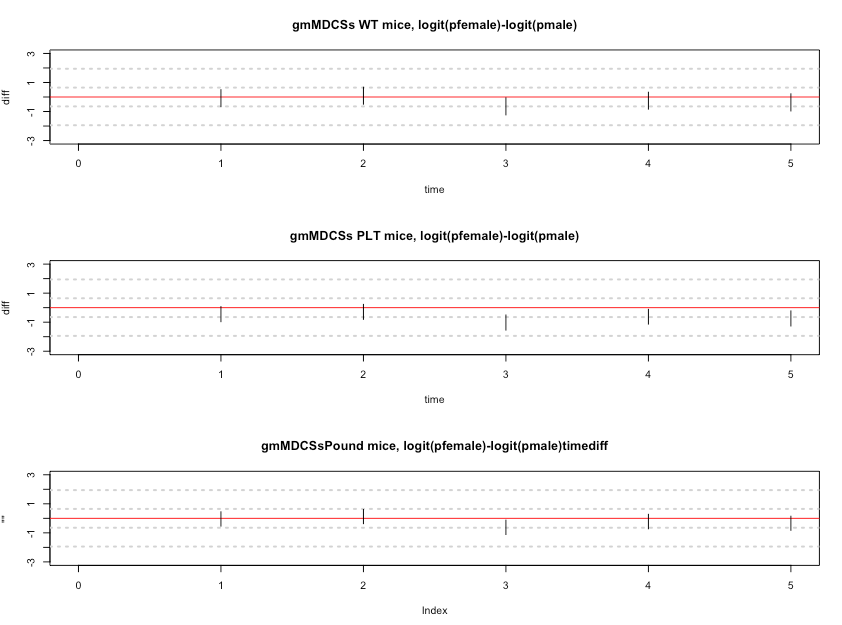 gmMDCSs WT mice, logit(pfemale)-logit(pmale)
3
1
-1
-3
diff
0 1 2 3 4 5
time
gmMDCSs PLT mice, logit(pfemale)-logit(pmale)
3
1
-1
-3
diff
0 1 2 3 4 5
time
gmMDCSsPound mice, logit(pfemale)-logit(pmale)timediff
3
1
-1
-3
""
0 1 2 3 4 5
Index